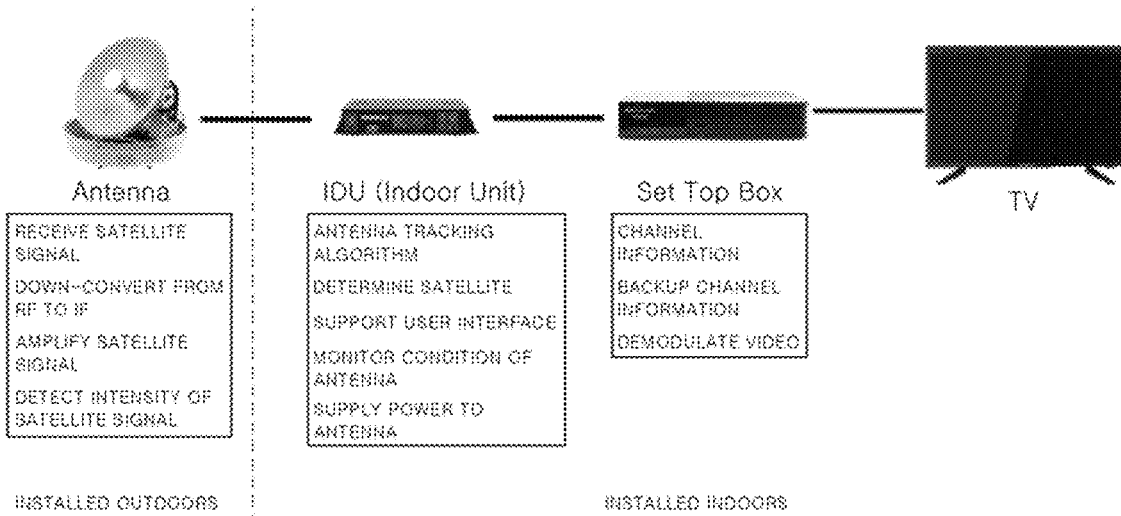 Antenna
RECEIVE SATELLITE
SIGNAL
DOWN-CONVERT FROM
RF TO IF
AMPLIFY SATELLITE
SIGNAL
DETECT INTENSITY OF
SATELLITE SIGNAL
IDU (Indoor Unit)
ANTENNA TRACKING
ALGORITHM
DETERMINE SATELLITE
SUPPORT USER INTERFACE
MONITOR CONDITION OF
ANTENNA
SUPPLY POWER TO
ANTENNA
Set Top Box
CHANNEL
INFORMATION
BACKUP CHANNEL
INFORMATION
DEMODULATE VIDEO
TV
INSTALLED OUTDOORS
INSTALLED INDOORS